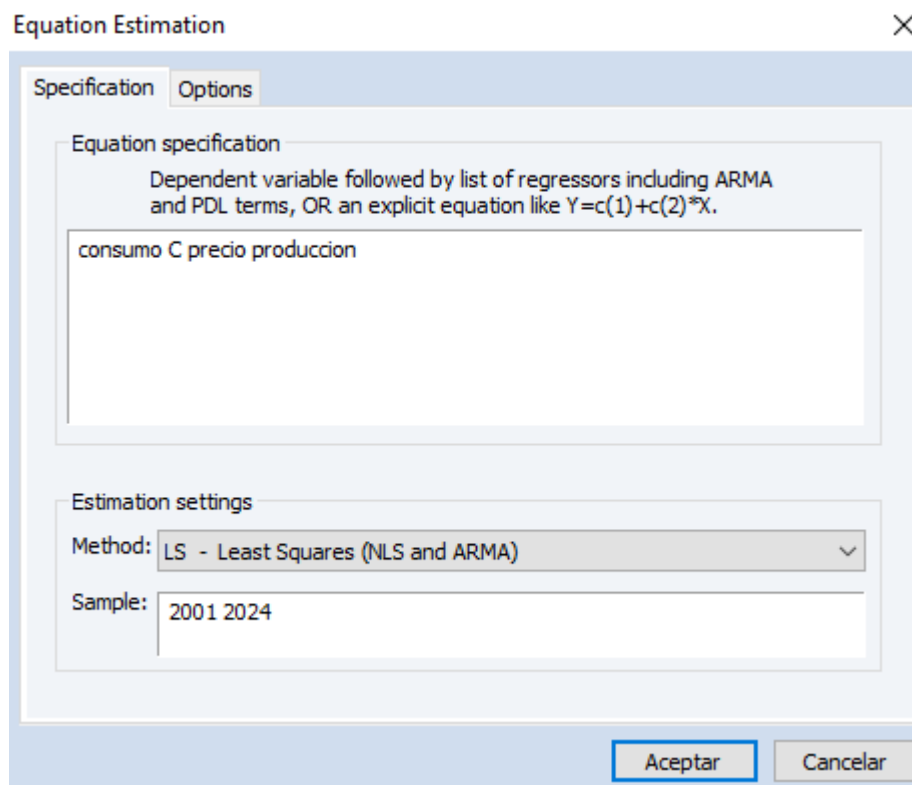 Equation Estimation
Specification Options
Equation specification
Dependent variable followed by list of regressors including ARMA
and PDL terms, OR an explicit equation like Y=c(1)+c(2)*X.
consumo C precio produccion
Estimation settings
Method: LS - Least Squares (NLS and ARMA)
Sample: 2001 2024
Aceptar Cancelar